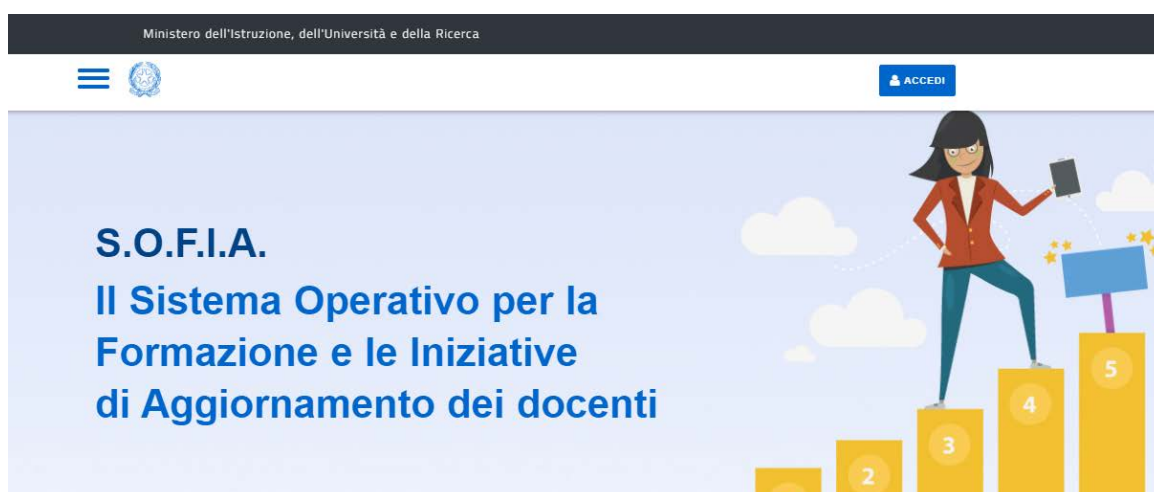 Ministero dell'Istruzione, dell'Università e della Ricerca
ACCEDI
S.O.F.I.A.
Il Sistema Operativo per la
Formazione e le Iniziative
di Aggiornamento dei docenti
5
4
3
2